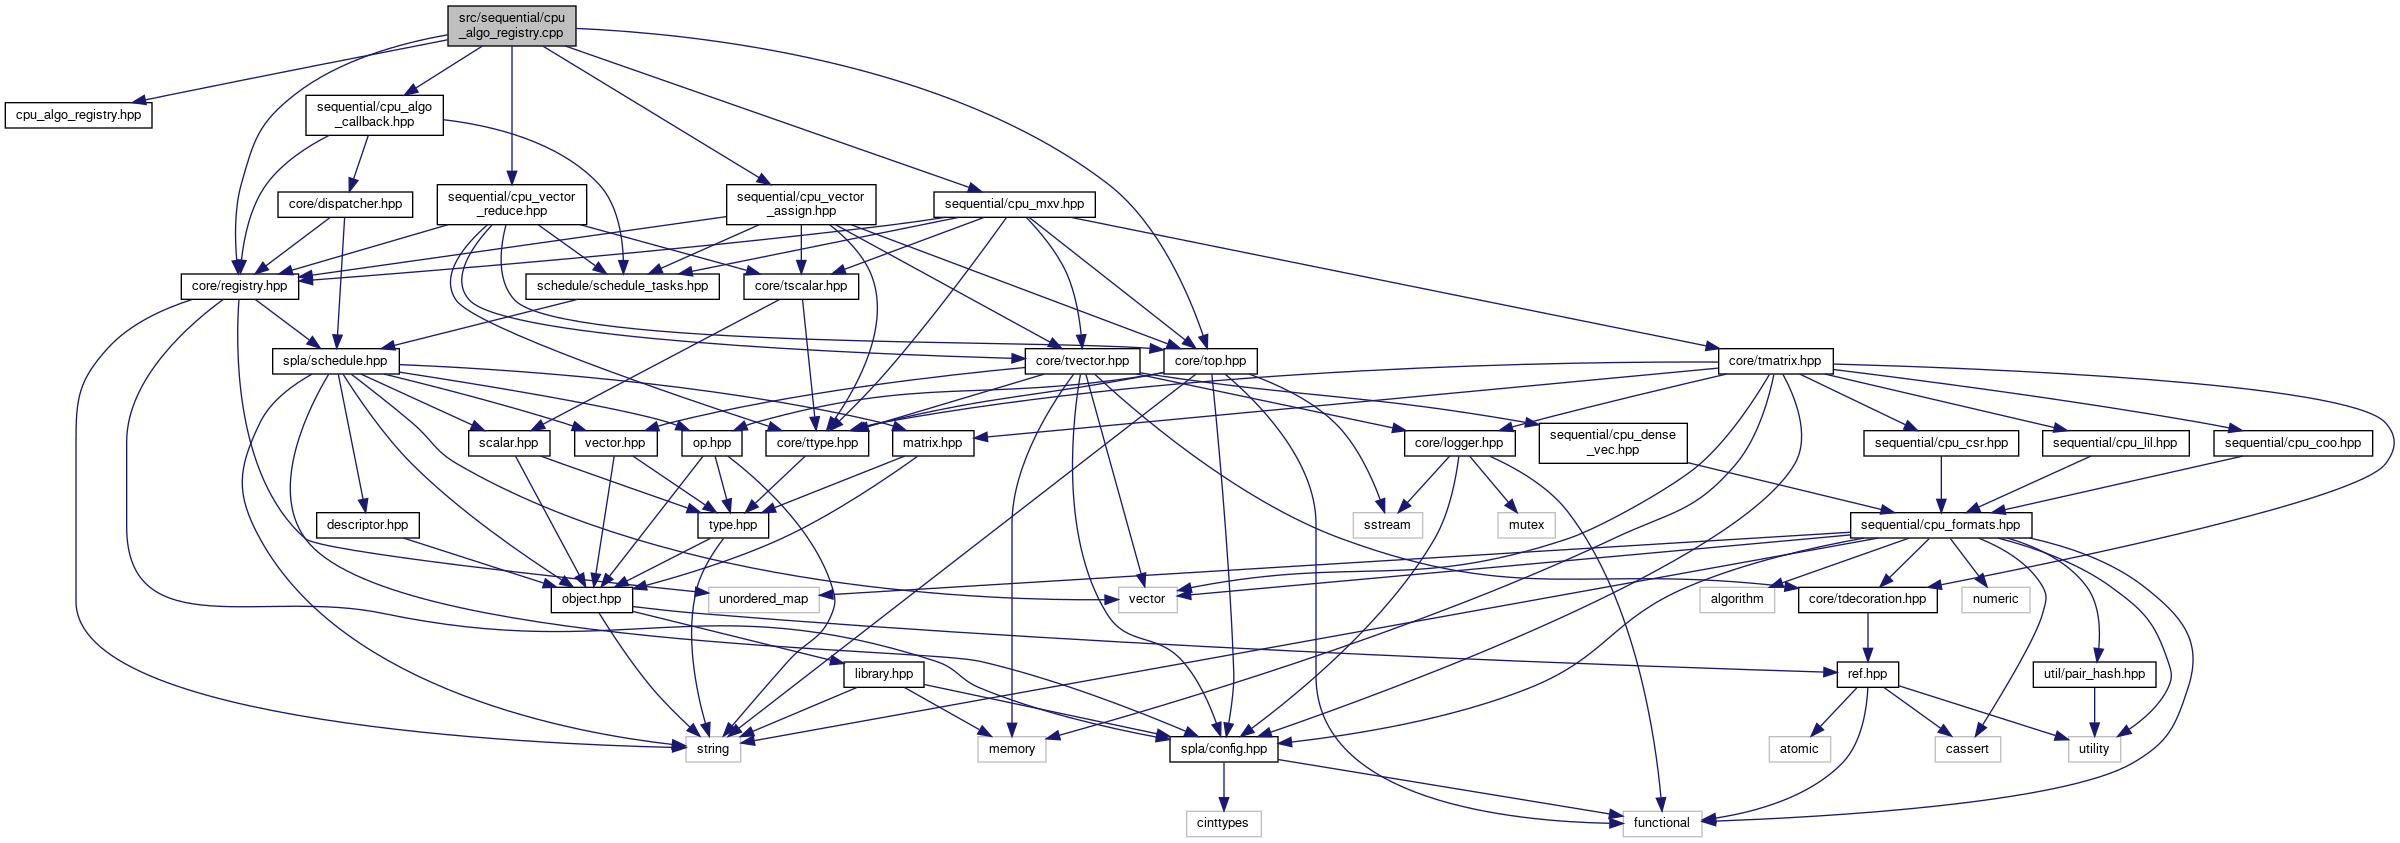 src/sequential/cpu
_algo_registry.cpp
cpu_algo_registry.hpp
sequential/cpu_algo
_callback.hpp
core/dispatcher.hpp
sequential/cpu_vector
_reduce.hpp
sequential/cpu_vector
_assign.hpp
sequential/cpu_mxv.hpp
core/registry.hpp
schedule/schedule_tasks.hpp
core/tscalar.hpp
spla/schedule.hpp
core/tvector.hpp
core/top.hpp
core/tmatrix.hpp
scalar.hpp
vector.hpp
op.hpp
core/ttype.hpp
matrix.hpp
core/logger.hpp
sequential/cpu_dense
_vec.hpp
sequential/cpu_csr.hpp
sequential/cpu_lil.hpp
sequential/cpu_coo.hpp
descriptor.hpp
type.hpp
sstream
mutex
sequential/cpu_formats.hpp
object.hpp
unordered_map
vector
algorithm
core/tdecoration.hpp
numeric
library.hpp
ref.hpp
util/pair_hash.hpp
string
memory
spla/config.hpp
atomic
cassert
utility
cinttypes
functional